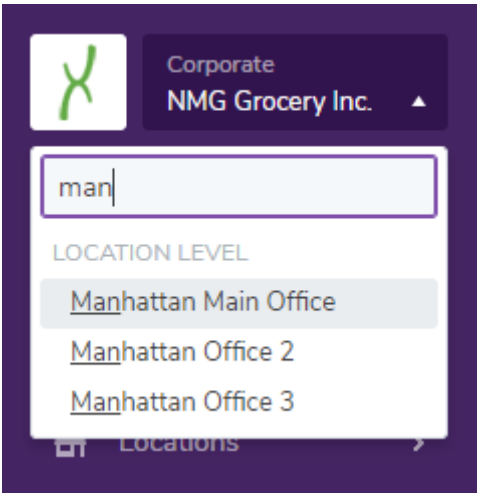 Corporate
NMG Grocery Inc.
man
LOCATION LEVEL
Manhattan Main Office
Manhattan Office 2
Manhattan Office 3
Locations